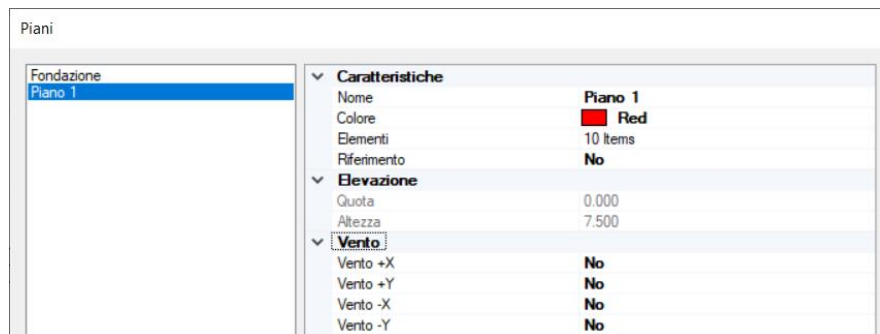 Piani
Fondazione
Piano 1
Caratteristiche
Nome Piano 1
Colore Red
Elementi 10 Items
Riferimento No
Elevazione
Quota 0.000
Altezza 7.500
Vento
Vento +X No
Vento +Y No
Vento -X No
Vento -Y No